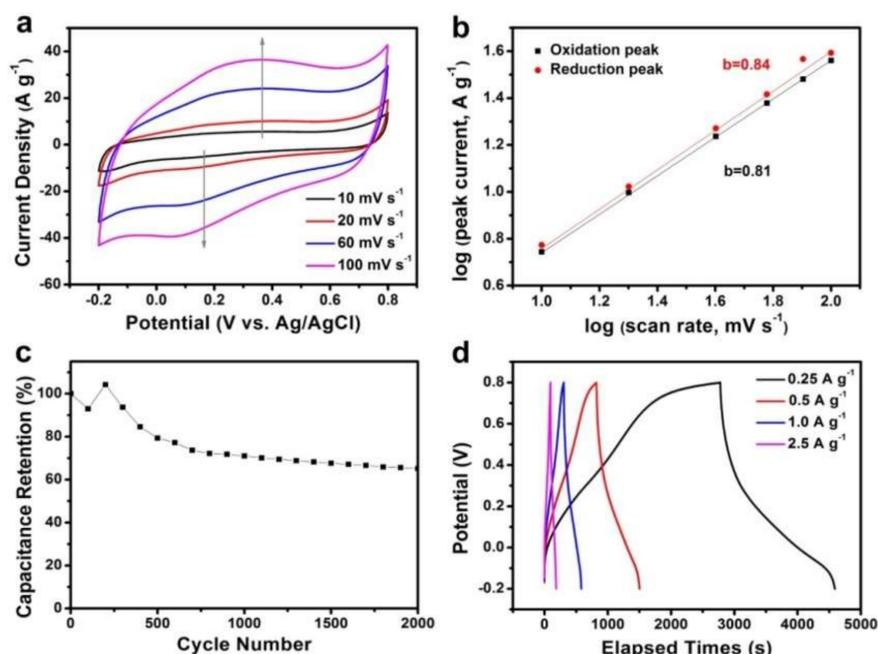 a
Current Density (A g-1)
40
20
0
-20
-40
-60
-0.2 0.0 0.2 0.4 0.6 0.8
Potential (V vs. Ag/AgCl)
10 mV s-1
20 mV s-1
60 mV s-1
100 mV s-1
b
log (peak current, A g-1)
1.6
1.4
1.2
1.0
0.8
0.6
Oxidation peak
Reduction peak
b=0.84
b=0.81
1.0 1.2 1.4 1.6 1.8 2.0
log (scan rate, mV s-1)
c
Capacitance Retention (%)
100
80
60
40
20
0
0 500 1000 1500 2000
Cycle Number
d
Potential (V)
0.8
0.4
0.0
-0.2
0.25 A g-1
0.5 A g-1
1.0 A g-1
2.5 A g-1
0 1000 2000 3000 4000 5000
Elapsed Times (s)